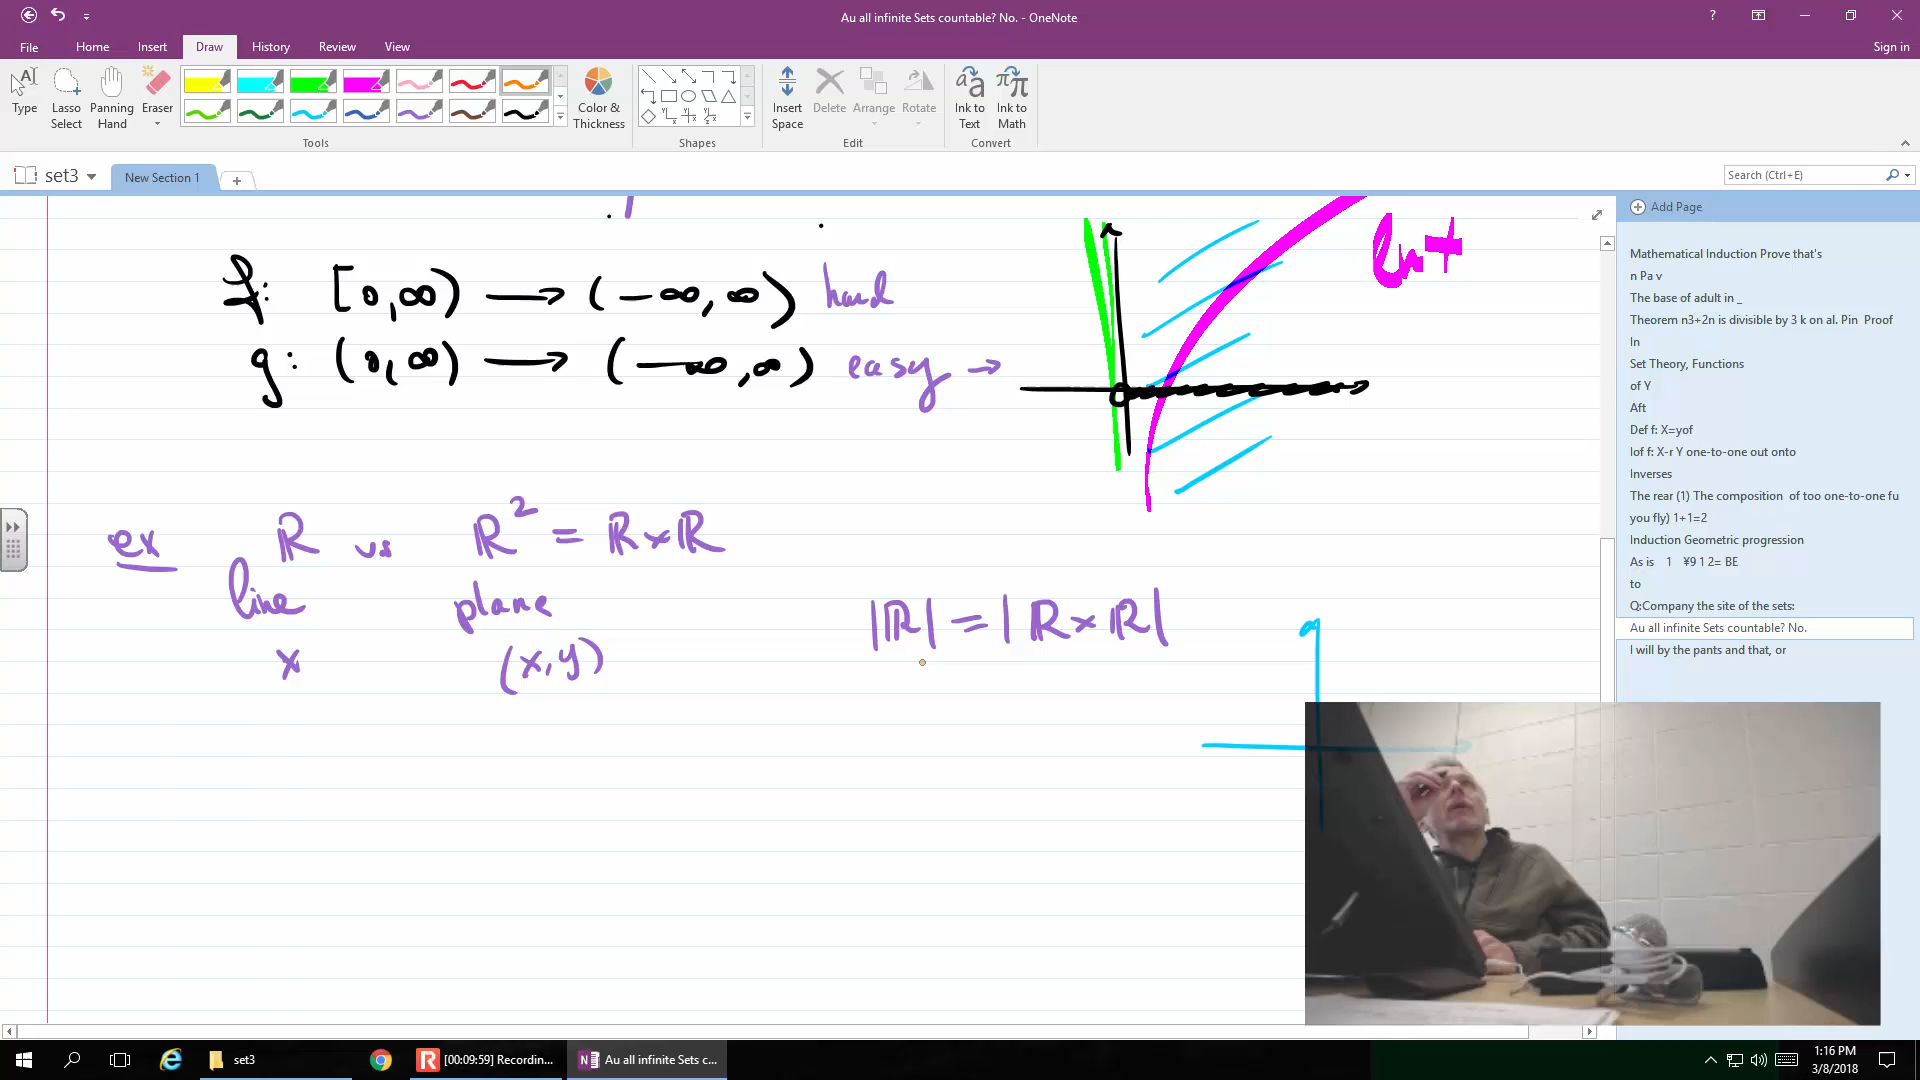 Au all infinite Sets countable? No. - OneNote
File Home Insert Draw History Review View Sign in
Type Lasso Select Panning Hand Eraser Color & Thickness Insert Space Delete Arrange Rotate Ink to Text Ink to Math
Tools Shapes Edit Convert
set3 New Section 1 Search (Ctrl+E)
Add Page
Mathematical Induction Prove that's
n Pa v
The base of adult in _
Theorem n3+2n is divisible by 3 k on al. Pin Proof
In
Set Theory, Functions
of Y
Aft
Def f: X=yof
Iof f: X-r Y one-to-one out onto
Inverses
The rear (1) The composition of too one-to-one fu
you fly) 1+1=2
Induction Geometric progression
As is 1 ¥9 1 2= BE
to
Q:Company the site of the sets:
Au all infinite Sets countable? No.
I will by the pants and that, or
f: [0,∞) → (-∞,∞) hard
g: (0,∞) → (-∞,∞) easy →
ln t
ex ℝ vs ℝ² = ℝ×ℝ
line plane
|ℝ| = |ℝ×ℝ|
x (x,y)
set3
[00:09:59] Recordin...
Au all infinite Sets c...
1:16 PM
3/8/2018